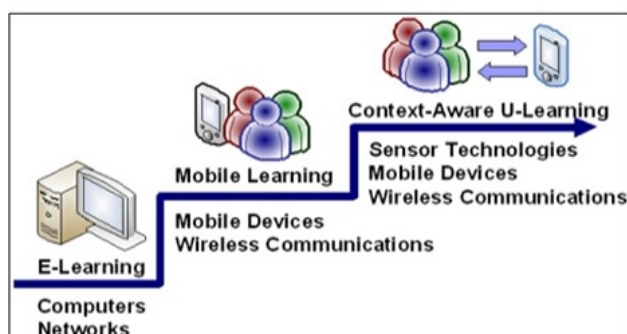 Context-Aware U-Learning
Sensor Technologies
Mobile Devices
Wireless Communications
Mobile Learning
Mobile Devices
Wireless Communications
E-Learning
Computers
Networks